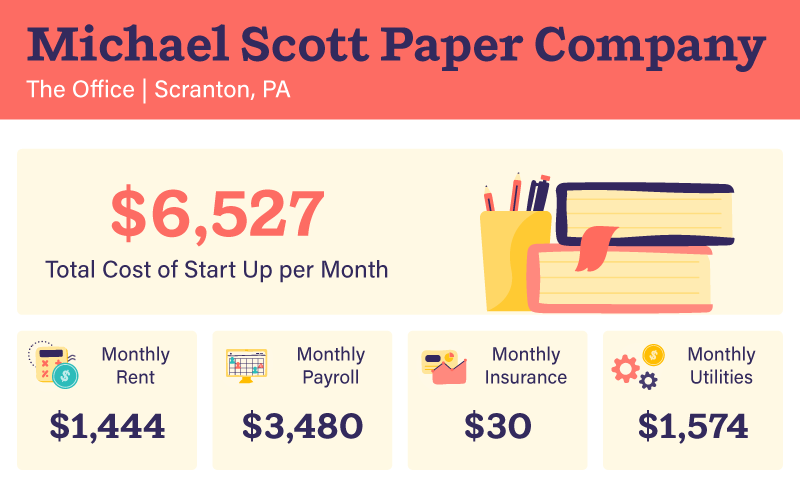 Michael Scott Paper Company
The Office | Scranton, PA
$6,527
Total Cost of Start Up per Month
Monthly
Rent
$1,444
Monthly
Payroll
$3,480
Monthly
Insurance
$30
Monthly
Utilities
$1,574